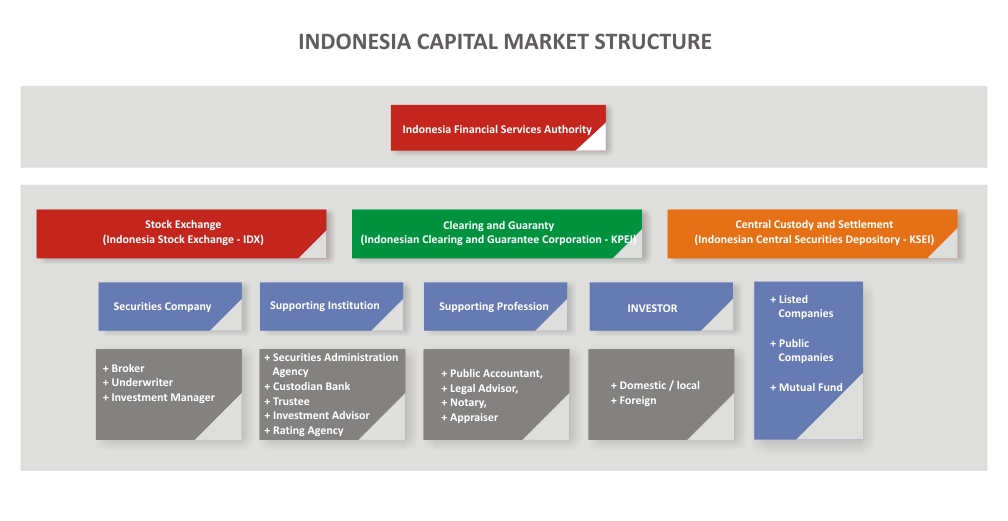 INDONESIA CAPITAL MARKET STRUCTURE
Indonesia Financial Services Authority
Stock Exchange
(Indonesia Stock Exchange - IDX)
Clearing and Guaranty
(Indonesian Clearing and Guarantee Corporation - KPEI)
Central Custody and Settlement
(Indonesian Central Securities Depository - KSEI)
Securities Company
+ Broker
+ Underwriter
+ Investment Manager
Supporting Institution
+ Securities Administration
Agency
+ Custodian Bank
+ Trustee
+ Investment Advisor
+ Rating Agency
Supporting Profession
+ Public Accountant,
+ Legal Advisor,
+ Notary,
+ Appraiser
INVESTOR
+ Domestic / local
+ Foreign
+ Listed
Companies
+ Public
Companies
+ Mutual Fund